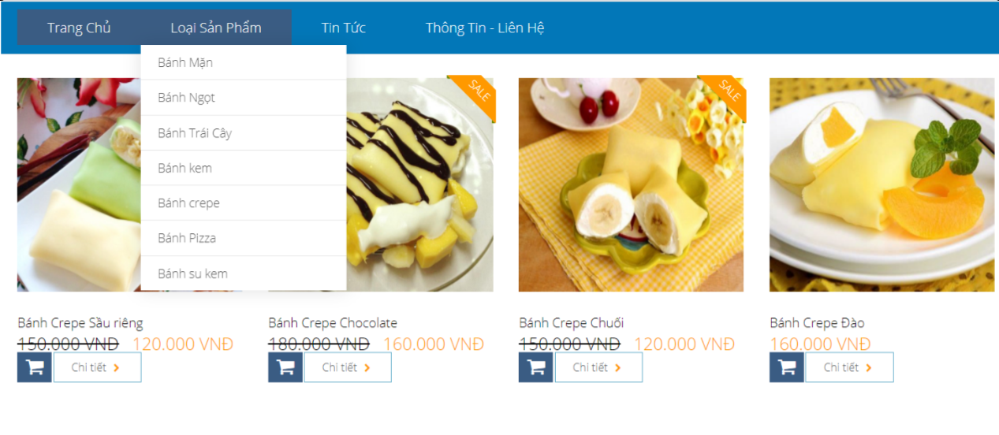 Trang Chủ Loại Sản Phẩm Tin Tức Thông Tin - Liên Hệ
Bánh Mặn
Bánh Ngọt
Bánh Trái Cây
Bánh kem
Bánh crepe
Bánh Pizza
Bánh su kem
SALE
SALE
Bánh Crepe Sầu riêng
150.000 VNĐ 120.000 VNĐ
Chi tiết
Bánh Crepe Chocolate
180.000 VNĐ 160.000 VNĐ
Chi tiết
Bánh Crepe Chuối
150.000 VNĐ 120.000 VNĐ
Chi tiết
Bánh Crepe Đào
160.000 VNĐ
Chi tiết